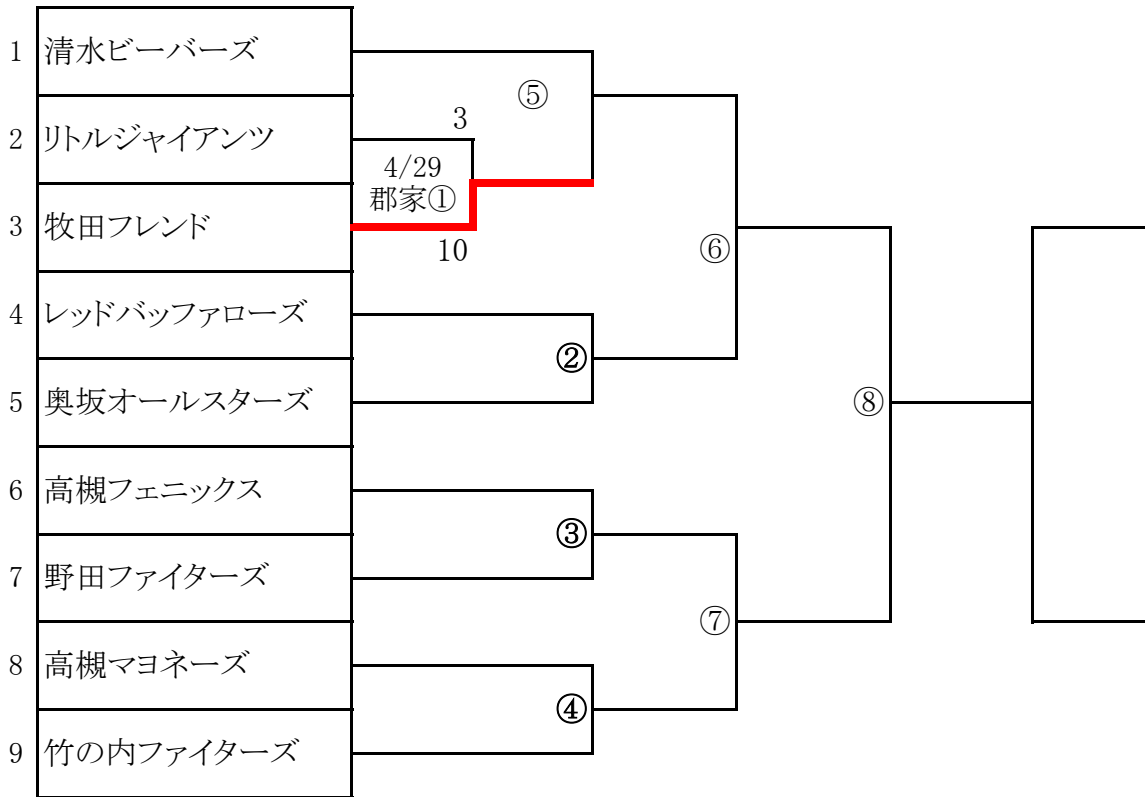 1 清水ビーバーズ
⑤
2 リトルジャイアンツ
3
4/29
郡家①
3 牧田フレンド
10
⑥
4 レッドバッファローズ
②
5 奥坂オールスターズ
⑧
6 高槻フェニックス
③
7 野田ファイターズ
⑦
8 高槻マヨネーズ
④
9 竹の内ファイターズ